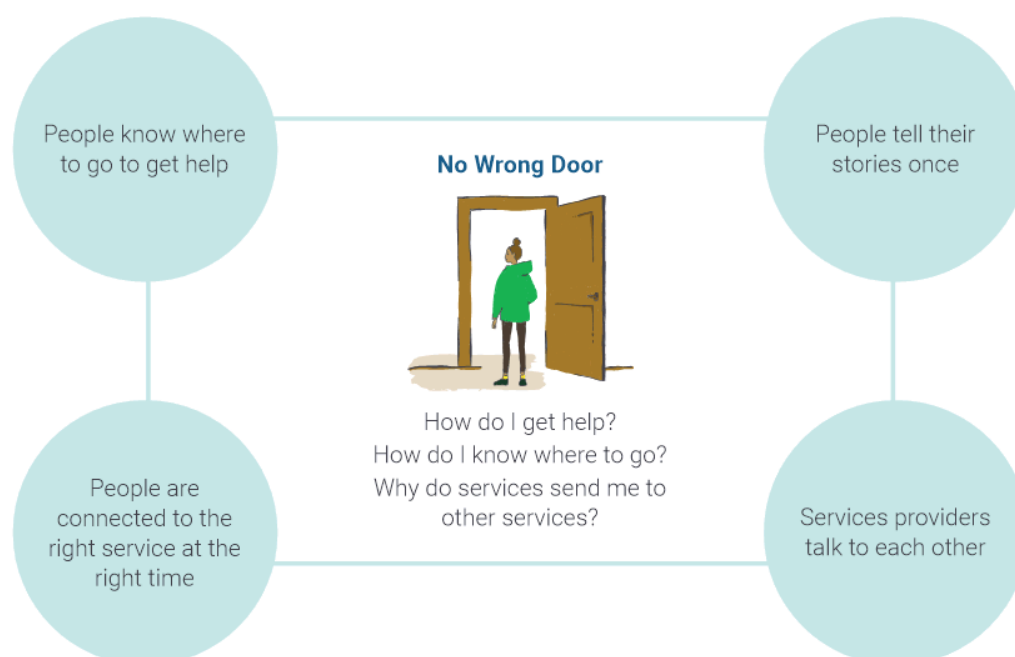 People know where
to go to get help
People tell their
stories once
No Wrong Door
How do I get help?
How do I know where to go?
Why do services send me to
other services?
People are
connected to the
right service at the
right time
Services providers
talk to each other